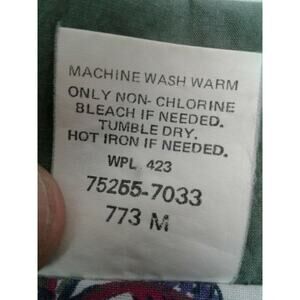 MACHINE WASH WARM
ONLY NON-CHLORINE
BLEACH IF NEEDED.
TUMBLE DRY.
HOT IRON IF NEEDED.
WPL 423
75255-7033
773 M